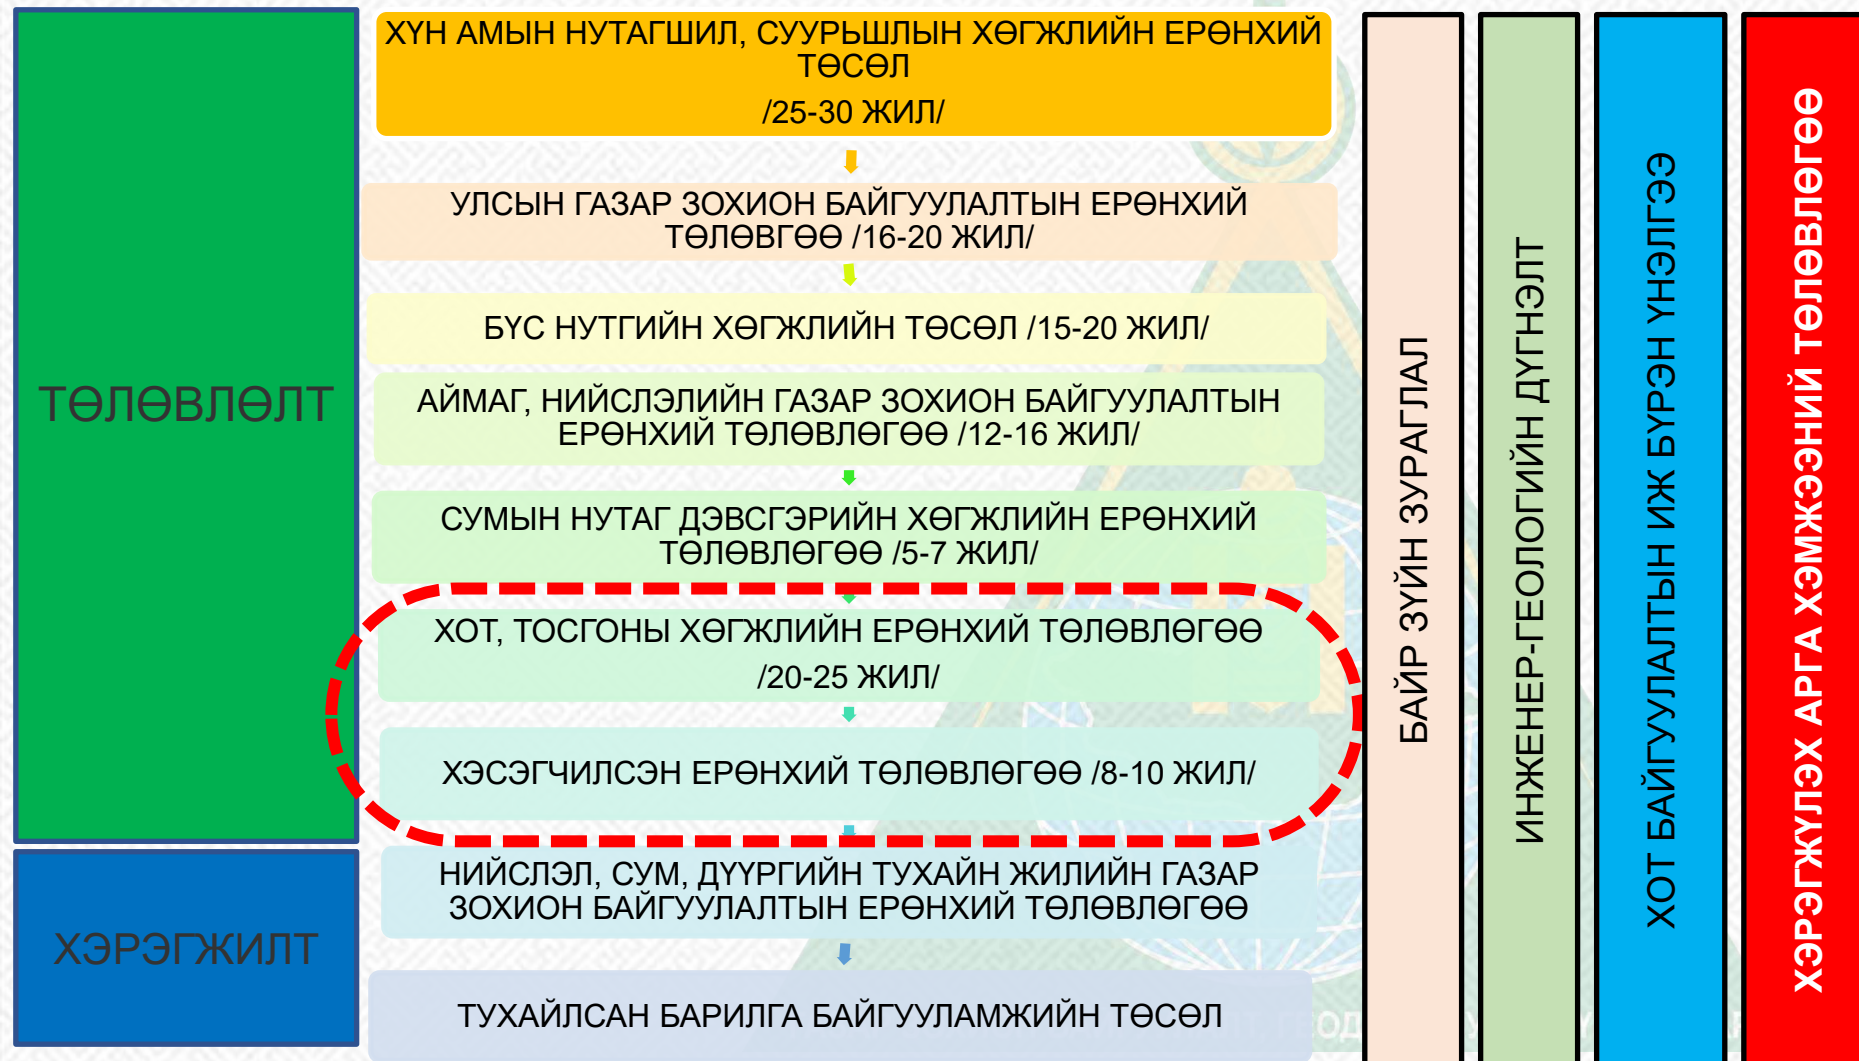 ТӨЛӨВЛӨЛТ
ХЭРЭГЖИЛТ
ХҮН АМЫН НУТАГШИЛ, СУУРЬШЛЫН ХӨГЖЛИЙН ЕРӨНХИЙ
ТӨСӨЛ
/25-30 ЖИЛ/
УЛСЫН ГАЗАР ЗОХИОН БАЙГУУЛАЛТЫН ЕРӨНХИЙ
ТӨЛӨВГӨӨ /16-20 ЖИЛ/
БҮС НУТГИЙН ХӨГЖЛИЙН ТӨСӨЛ /15-20 ЖИЛ/
АЙМАГ, НИЙСЛЭЛИЙН ГАЗАР ЗОХИОН БАЙГУУЛАЛТЫН
ЕРӨНХИЙ ТӨЛӨВЛӨГӨӨ /12-16 ЖИЛ/
СУМЫН НУТАГ ДЭВСГЭРИЙН ХӨГЖЛИЙН ЕРӨНХИЙ
ТӨЛӨВЛӨГӨӨ /5-7 ЖИЛ/
ХОТ, ТОСГОНЫ ХӨГЖЛИЙН ЕРӨНХИЙ ТӨЛӨВЛӨГӨӨ
/20-25 ЖИЛ/
ХЭСЭГЧИЛСЭН ЕРӨНХИЙ ТӨЛӨВЛӨГӨӨ /8-10 ЖИЛ/
НИЙСЛЭЛ, СУМ, ДҮҮРГИЙН ТУХАЙН ЖИЛИЙН ГАЗАР
ЗОХИОН БАЙГУУЛАЛТЫН ЕРӨНХИЙ ТӨЛӨВЛӨГӨӨ
ТУХАЙЛСАН БАРИЛГА БАЙГУУЛАМЖИЙН ТӨСӨЛ
БАЙР ЗҮЙН ЗУРАГЛАЛ
ИНЖЕНЕР-ГЕОЛОГИЙН ДҮГНЭЛТ
ХОТ БАЙГУУЛАЛТЫН ИЖ БҮРЭН ҮНЭЛГЭЭ
ХЭРЭГЖҮЛЭХ АРГА ХЭМЖЭЭНИЙ ТӨЛӨВЛӨГӨӨ